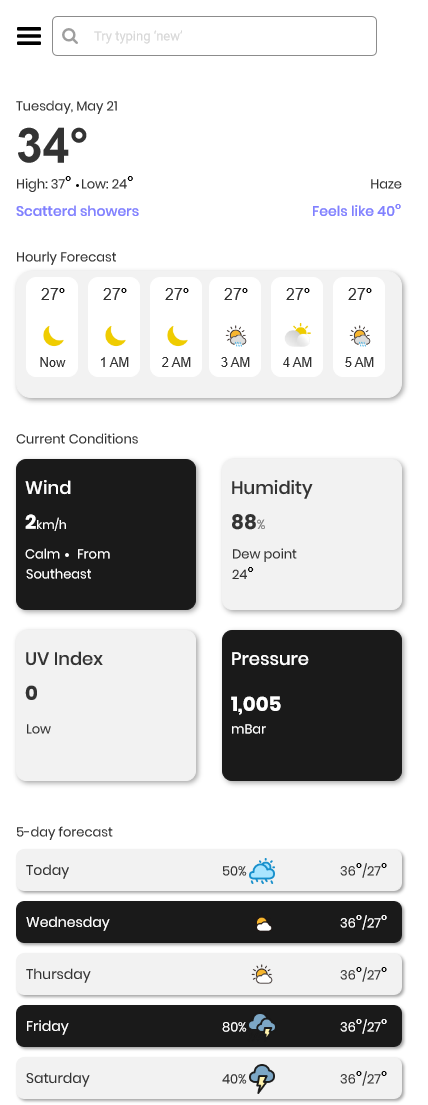 Try typing 'new'
Tuesday, May 21
34°
High: 37° • Low: 24°
Haze
Scatterd showers
Feels like 40°
Hourly Forecast
27° 27° 27° 27° 27° 27°
Now 1 AM 2 AM 3 AM 4 AM 5 AM
Current Conditions
Wind
2km/h
Calm • From
Southeast
Humidity
88%
Dew point
24°
UV Index
0
Low
Pressure
1,005
mBar
5-day forecast
Today 50% 36°/27°
Wednesday 36°/27°
Thursday 36°/27°
Friday 80% 36°/27°
Saturday 40% 36°/27°